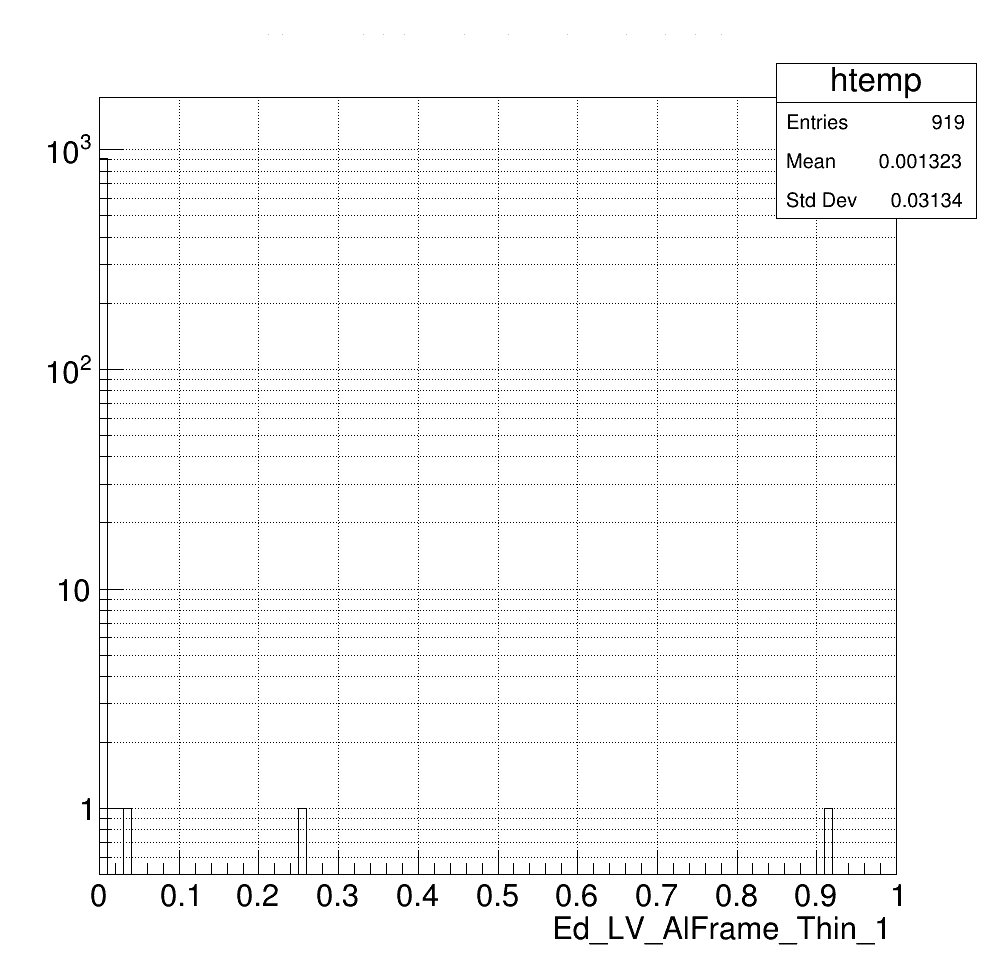 htemp
Entries 919
Mean 0.001323
Std Dev 0.03134
10³
10²
10
1
0 0.1 0.2 0.3 0.4 0.5 0.6 0.7 0.8 0.9 1
Ed_LV_AlFrame_Thin_1